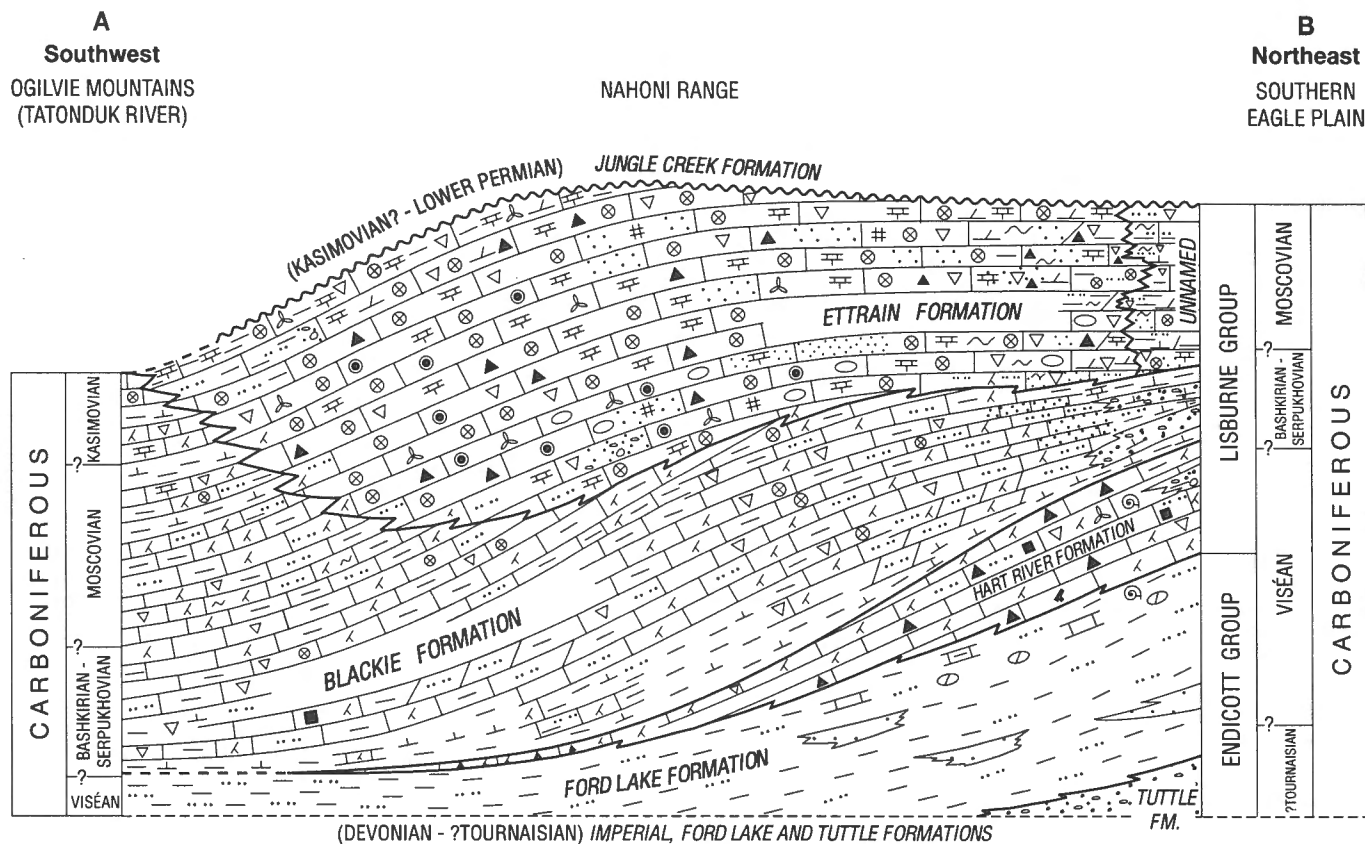 A
Southwest
OGILVIE MOUNTAINS
(TATONDUK RIVER)
NAHONI RANGE
B
Northeast
SOUTHERN
EAGLE PLAIN
(KASIMOVIAN? - LOWER PERMIAN) JUNGLE CREEK FORMATION
ETTRAIN FORMATION
UNNAMED
BLACKIE FORMATION
HART RIVER FORMATION
FORD LAKE FORMATION
TUTTLE
FM.
(DEVONIAN - ?TOURNAISIAN) IMPERIAL, FORD LAKE AND TUTTLE FORMATIONS
CARBONIFEROUS
KASIMOVIAN
?
MOSCOVIAN
?
BASHKIRIAN -
SERPUKHOVIAN
?
VISÉAN
LISBURNE GROUP
ENDICOTT GROUP
MOSCOVIAN
?
BASHKIRIAN -
SERPUKHOVIAN
?
VISÉAN
?
?TOURNAISIAN
CARBONIFEROUS